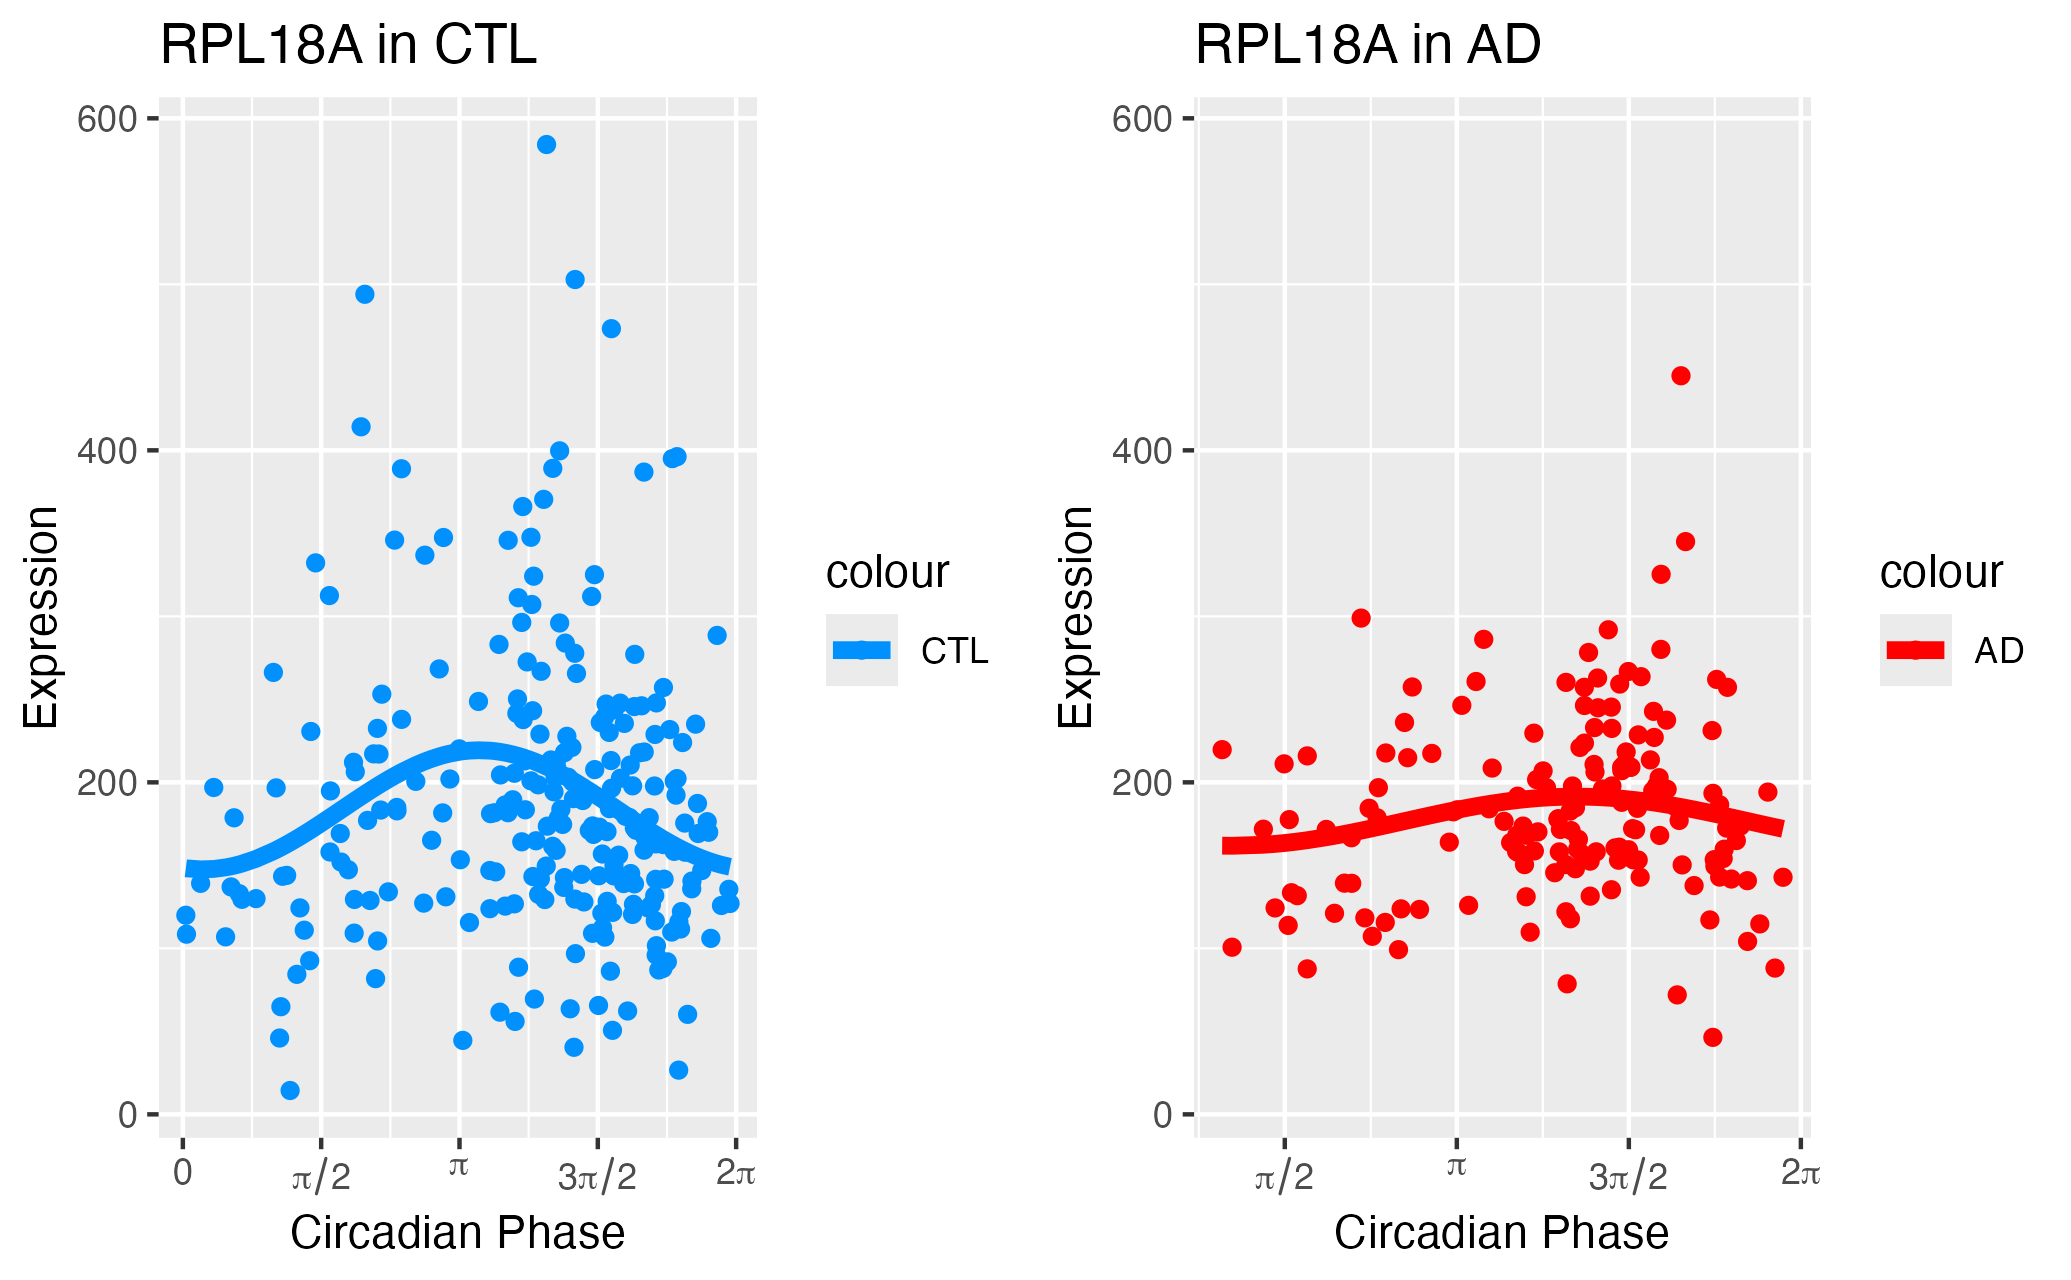 RPL18A in CTL
600
400
200
0
Expression
0
π/2
π
3π/2
2π
Circadian Phase
colour
CTL
RPL18A in AD
600
400
200
0
Expression
π/2
π
3π/2
2π
Circadian Phase
colour
AD